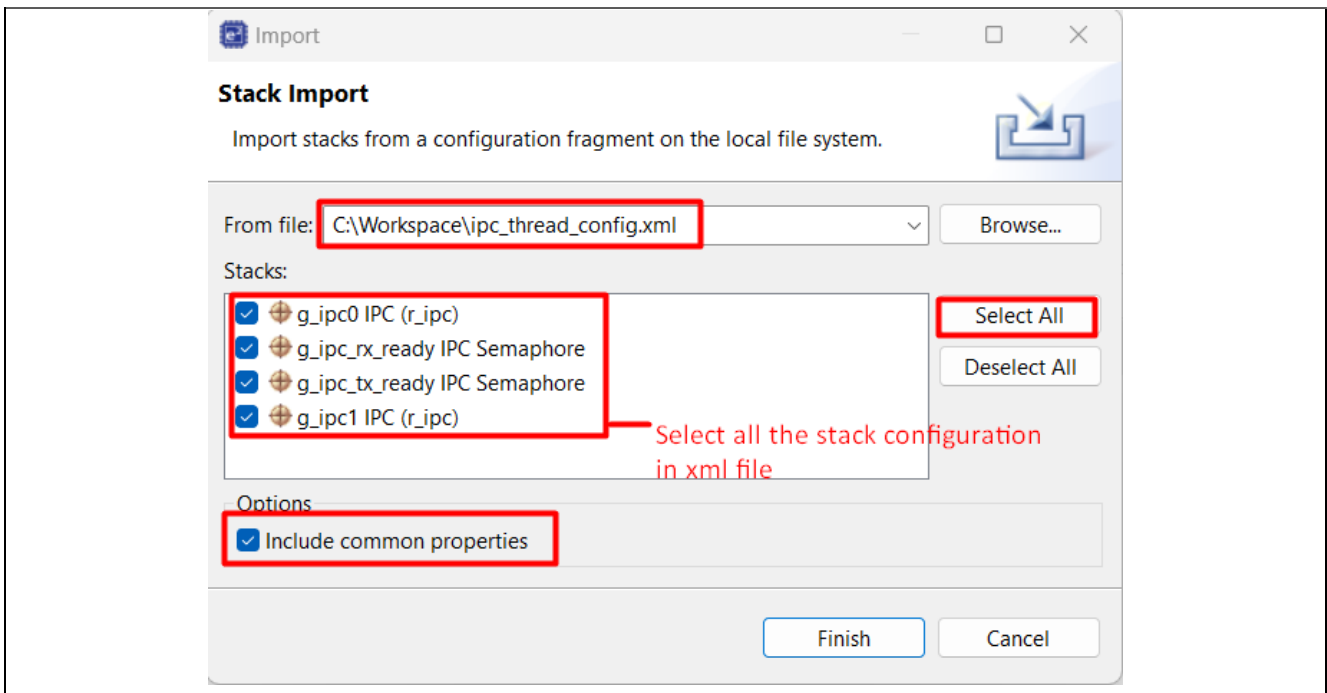 Import
Stack Import
Import stacks from a configuration fragment on the local file system.
From file: C:\Workspace\ipc_thread_config.xml Browse...
Stacks:
g_ipc0 IPC (r_ipc)
Select All
g_ipc_rx_ready IPC Semaphore
g_ipc_tx_ready IPC Semaphore
Deselect All
g_ipc1 IPC (r_ipc)
Select all the stack configuration
in xml file
Options
Include common properties
Finish Cancel